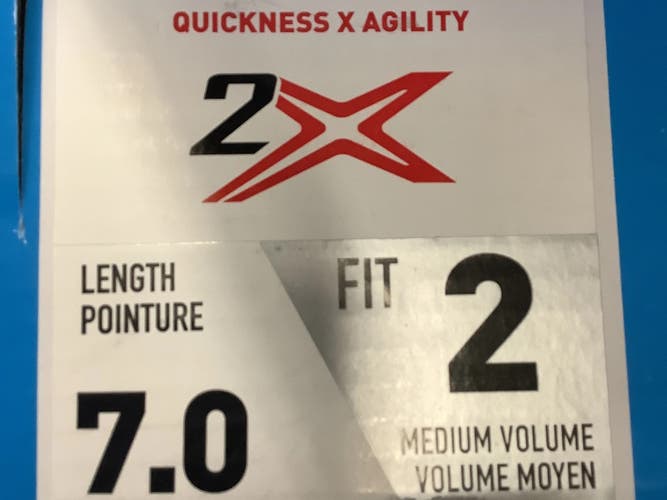 QUICKNESS X AGILITY
2X
LENGTH
POINTURE
7.0
FIT 2
MEDIUM VOLUME
VOLUME MOYEN